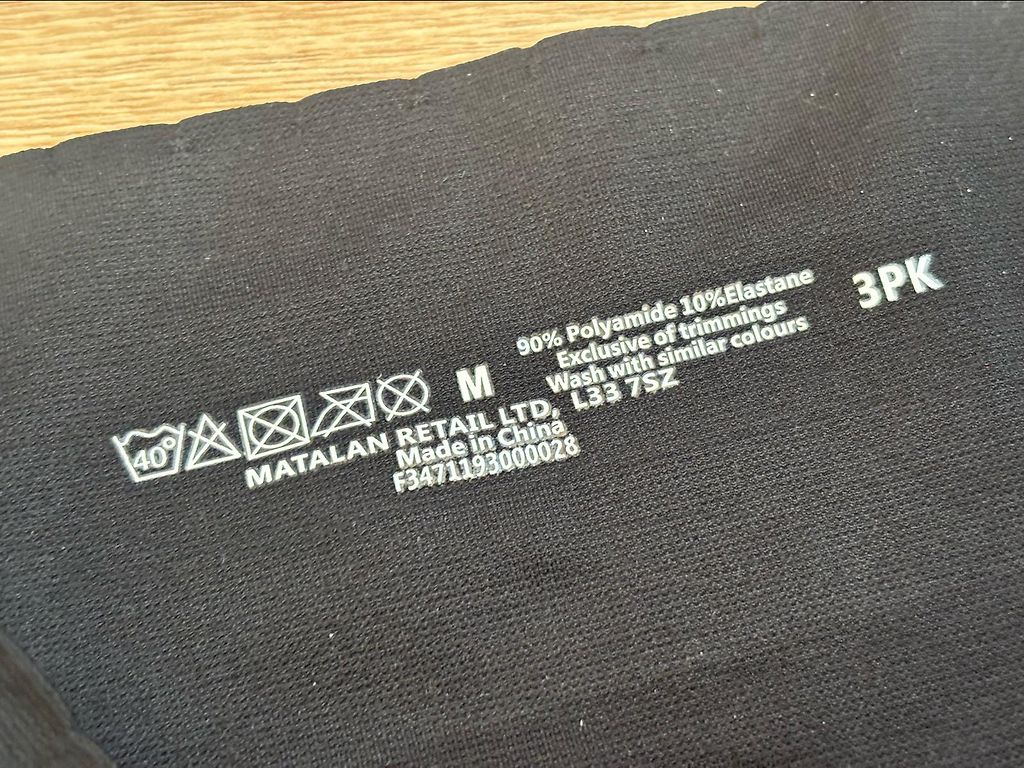 40°
M
90% Polyamide 10%Elastane
Exclusive of trimmings
Wash with similar colours
3PK
MATALAN RETAIL LTD, L33 7SZ
Made in China
F3471193000028